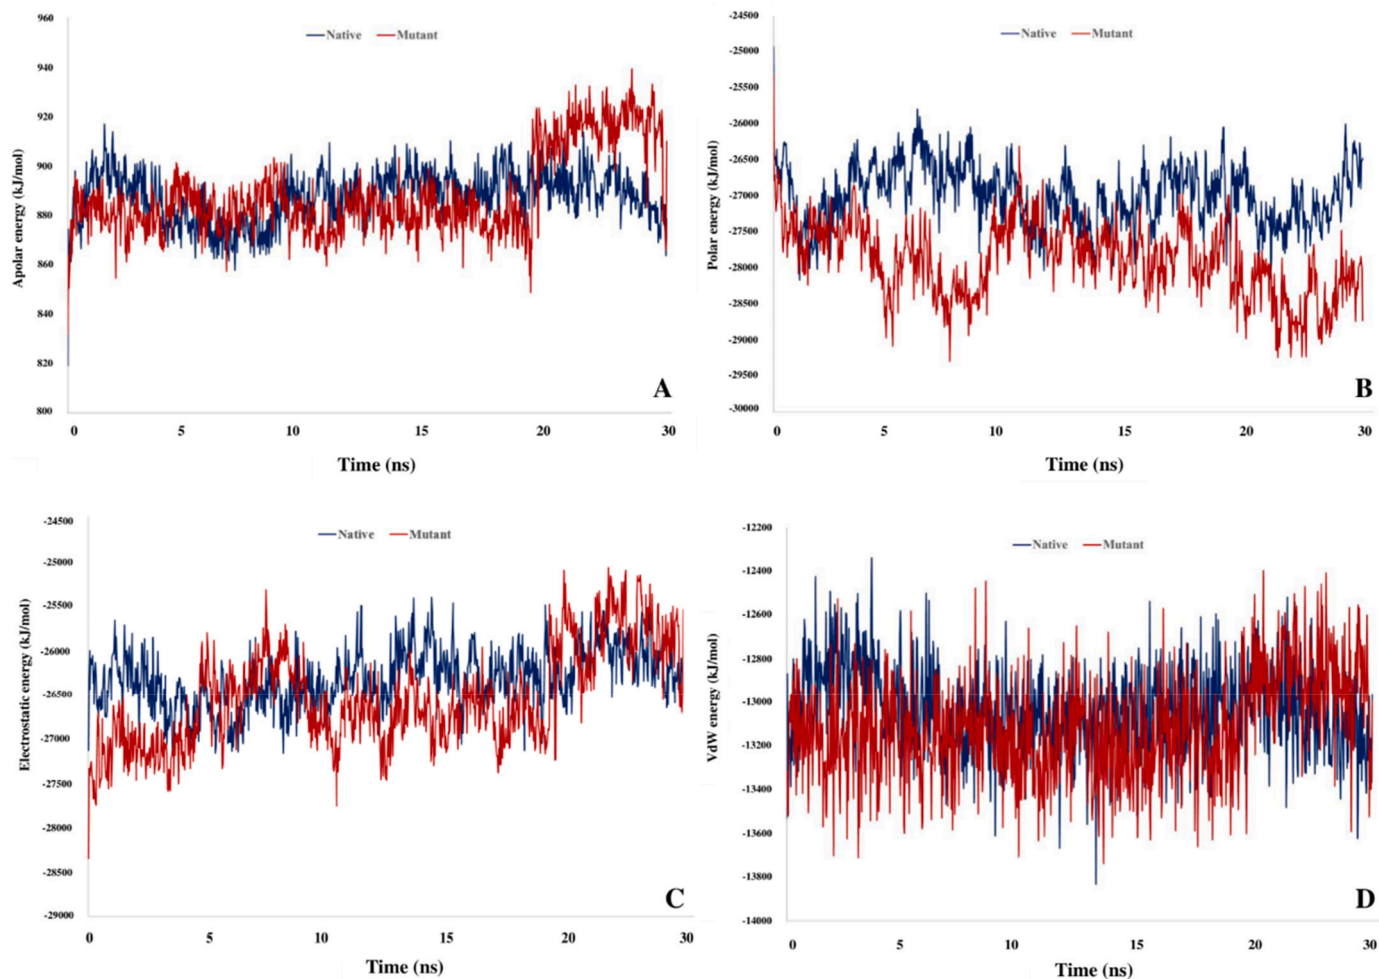 Native Mutant
Apolar energy (kJ/mol)
960
940
920
900
880
860
840
820
800
0 5 10 15 20 30
Time (ns)
A
Native Mutant
Polar energy (kJ/mol)
-24500
-25000
-25500
-26000
-26500
-27000
-27500
-28000
-28500
-29000
-29500
-30000
0 5 10 15 20 30
Time (ns)
B
Native Mutant
Electrostatic energy (kJ/mol)
-24500
-25000
-25500
-26000
-26500
-27000
-27500
-28000
-28500
-29000
0 5 10 15 20 30
Time (ns)
C
Native Mutant
VdW energy (kJ/mol)
-12200
-12400
-12600
-12800
-13000
-13200
-13400
-13600
-13800
-14000
0 5 10 15 20 30
Time (ns)
D